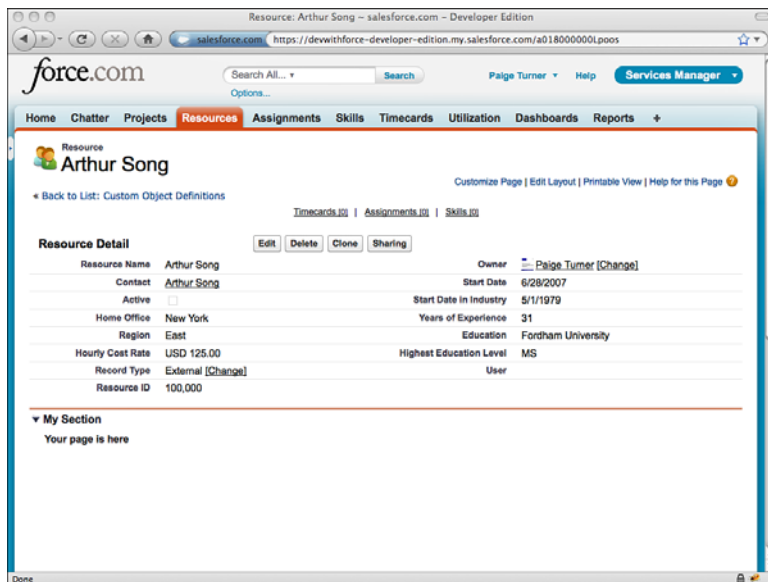 Resource: Arthur Song ~ salesforce.com – Developer Edition
salesforce.com https://devwithforce-developer-edition.my.salesforce.com/a018000000Lpoos
force.com
Search All... Search Paige Turner Help Services Manager
Options...
Home Chatter Projects Resources Assignments Skills Timecards Utilization Dashboards Reports +
Resource
Arthur Song
Customize Page | Edit Layout | Printable View | Help for this Page ?
« Back to List: Custom Object Definitions
Timecards [0] | Assignments [0] | Skills [0]
Resource Detail Edit Delete Clone Sharing
Resource Name Arthur Song Owner Paige Turner [Change]
Contact Arthur Song Start Date 6/28/2007
Active Start Date in Industry 5/1/1979
Home Office New York Years of Experience 31
Region East Education Fordham University
Hourly Cost Rate USD 125.00 Highest Education Level MS
Record Type External [Change] User
Resource ID 100,000
My Section
Your page is here
Done